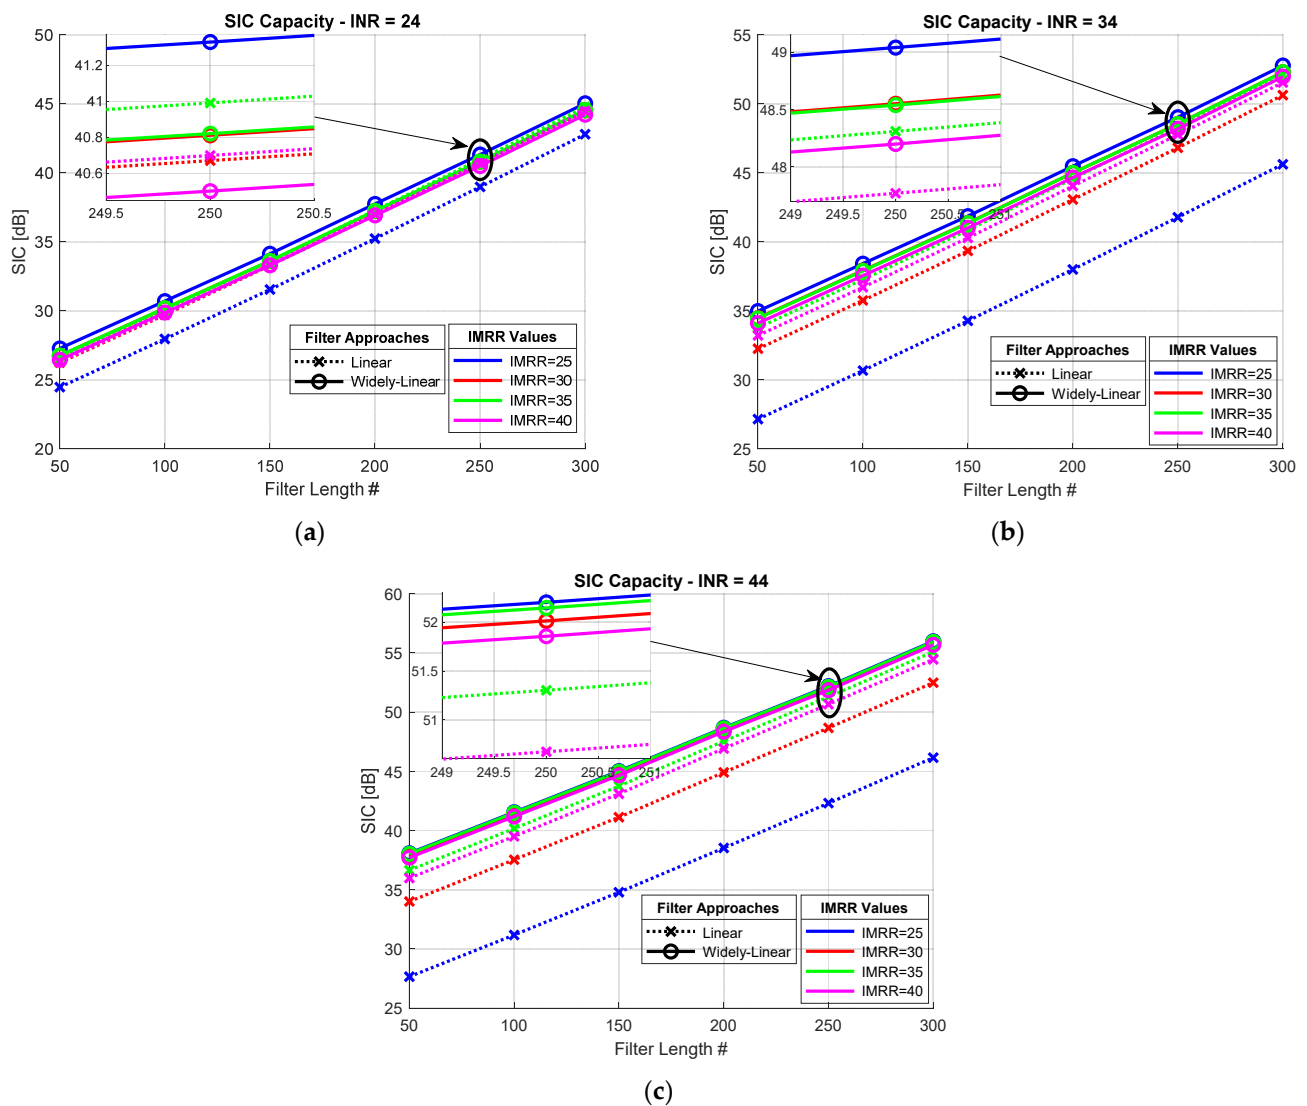 SIC Capacity - INR = 24
50
45
40
35
30
25
20
SIC [dB]
41.2
41
40.8
40.6
249.5
250
250.5
Filter Approaches
Linear
Widely-Linear
IMRR Values
IMRR=25
IMRR=30
IMRR=35
IMRR=40
50
100
150
200
250
300
Filter Length #
(a)
SIC Capacity - INR = 34
55
50
45
40
35
30
25
SIC [dB]
49
48.5
48
249
249.5
250
250.5
251
Filter Approaches
Linear
Widely-Linear
IMRR Values
IMRR=25
IMRR=30
IMRR=35
IMRR=40
50
100
150
200
250
300
Filter Length #
(b)
SIC Capacity - INR = 44
60
55
50
45
40
35
30
25
SIC [dB]
52
51.5
51
249
249.5
250
250.5
251
Filter Approaches
Linear
Widely-Linear
IMRR Values
IMRR=25
IMRR=30
IMRR=35
IMRR=40
50
100
150
200
250
300
Filter Length #
(c)